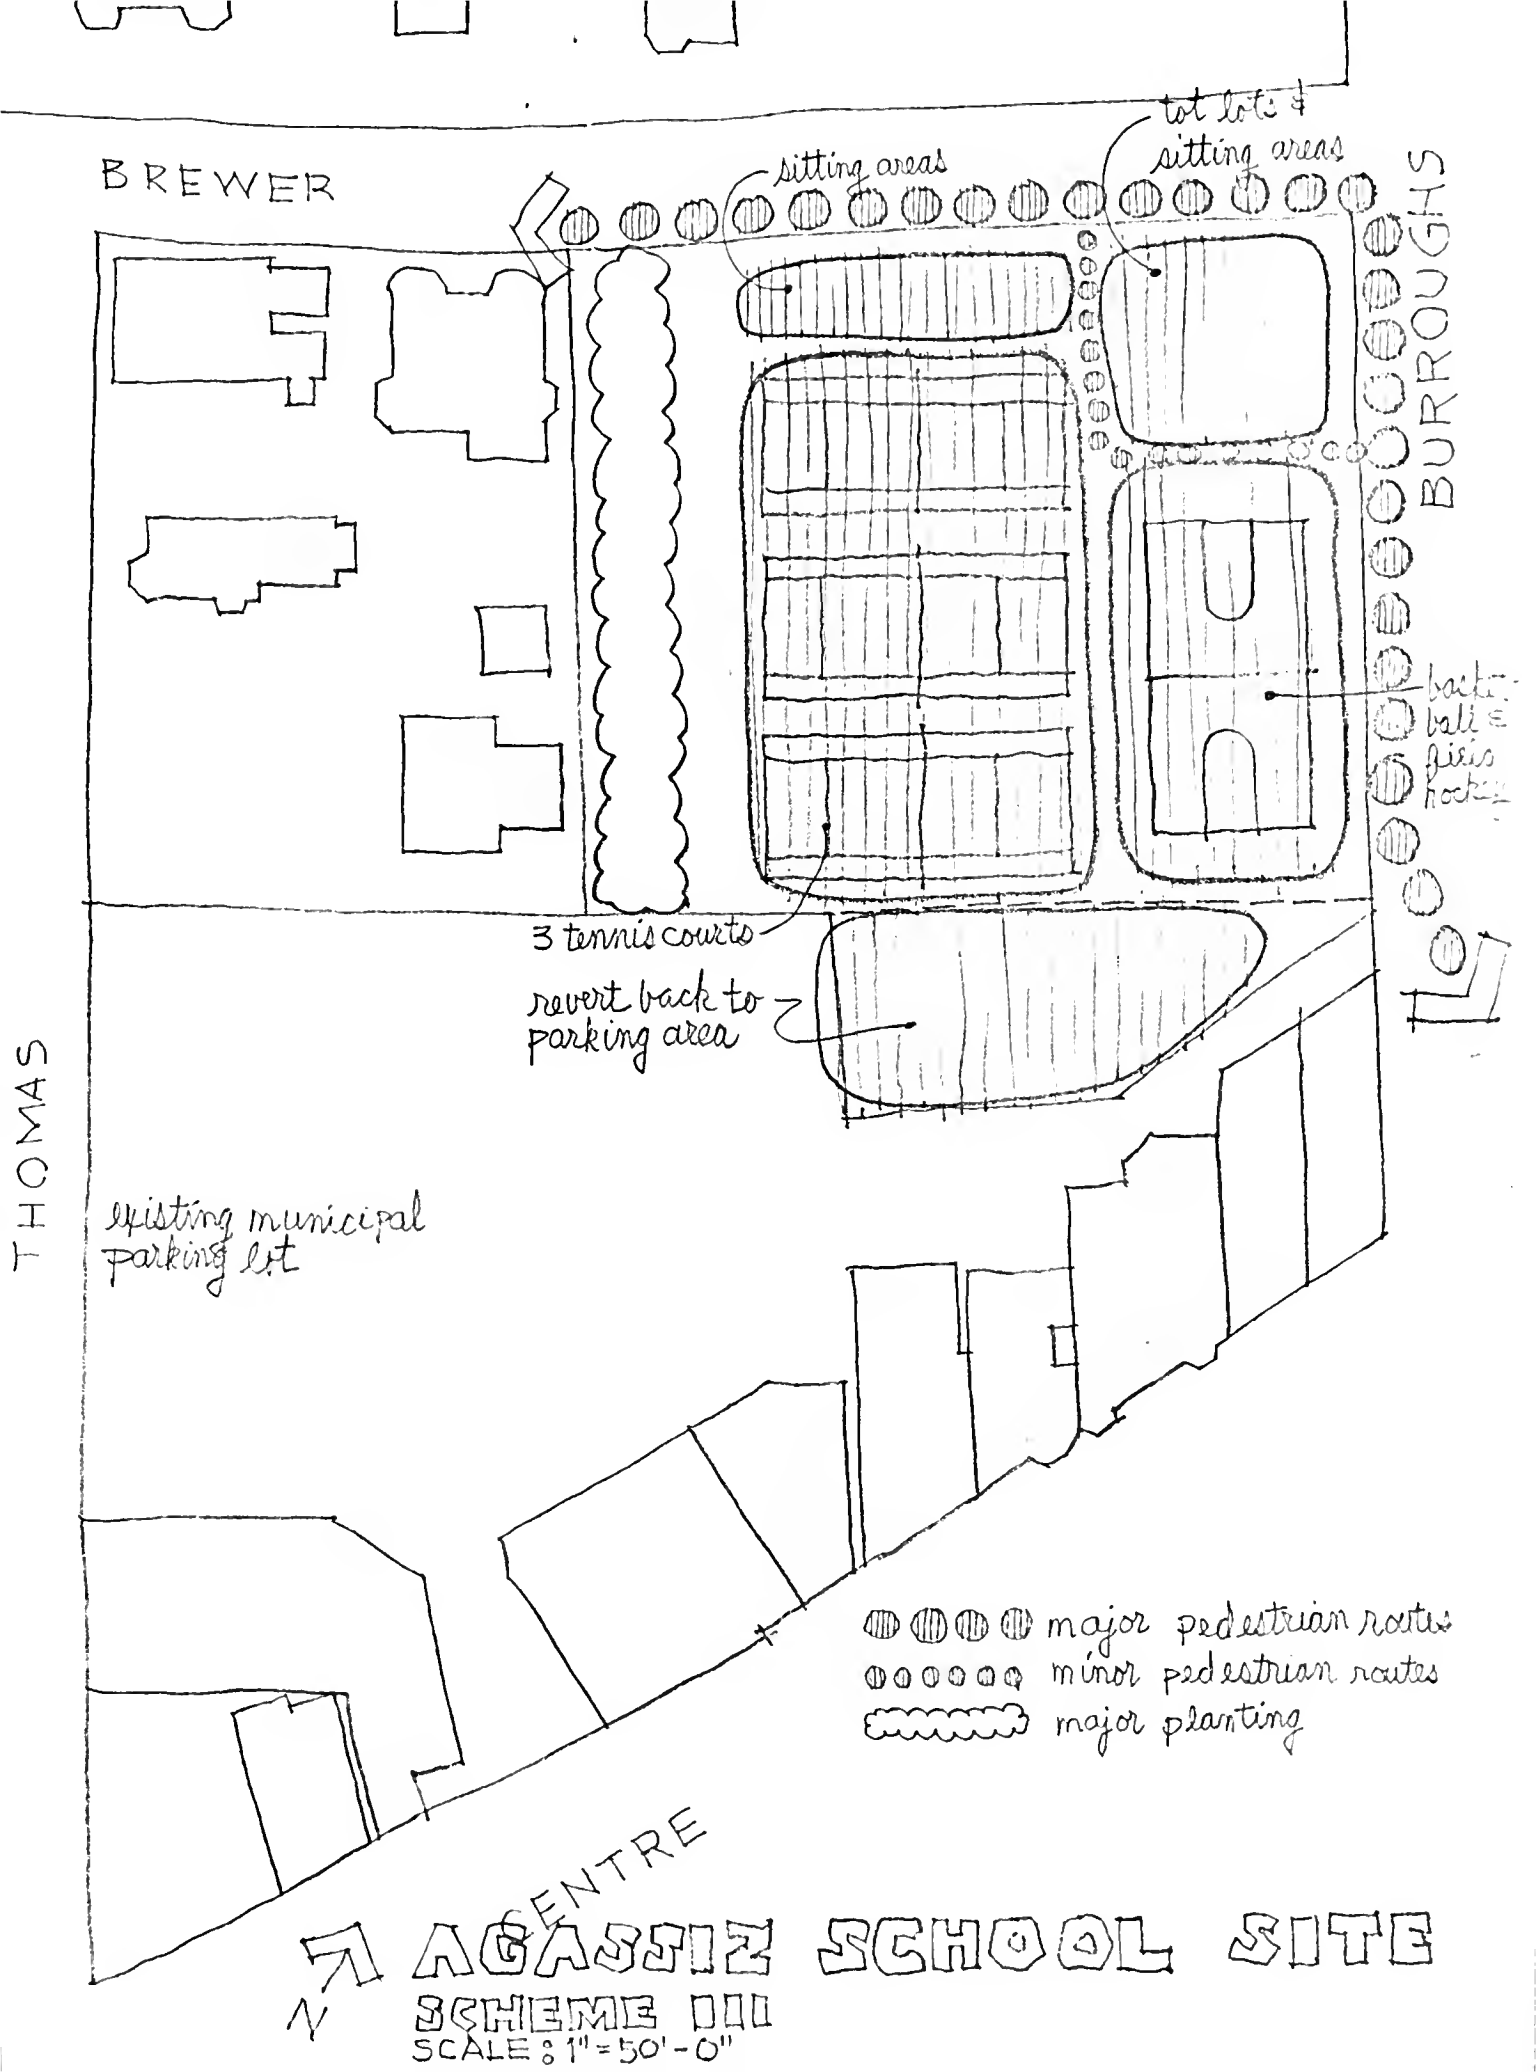 tot lots &
sitting areas
BREWER
sitting areas
BURROUGHS
ball &
hockey
3 tennis courts
revert back to
parking area
THOMAS
existing municipal
parking lot
major pedestrian routes
minor pedestrian routes
major planting
CENTRE
AGASSIZ SCHOOL SITE
N
SCHEME III
SCALE : 1" = 50' - 0"